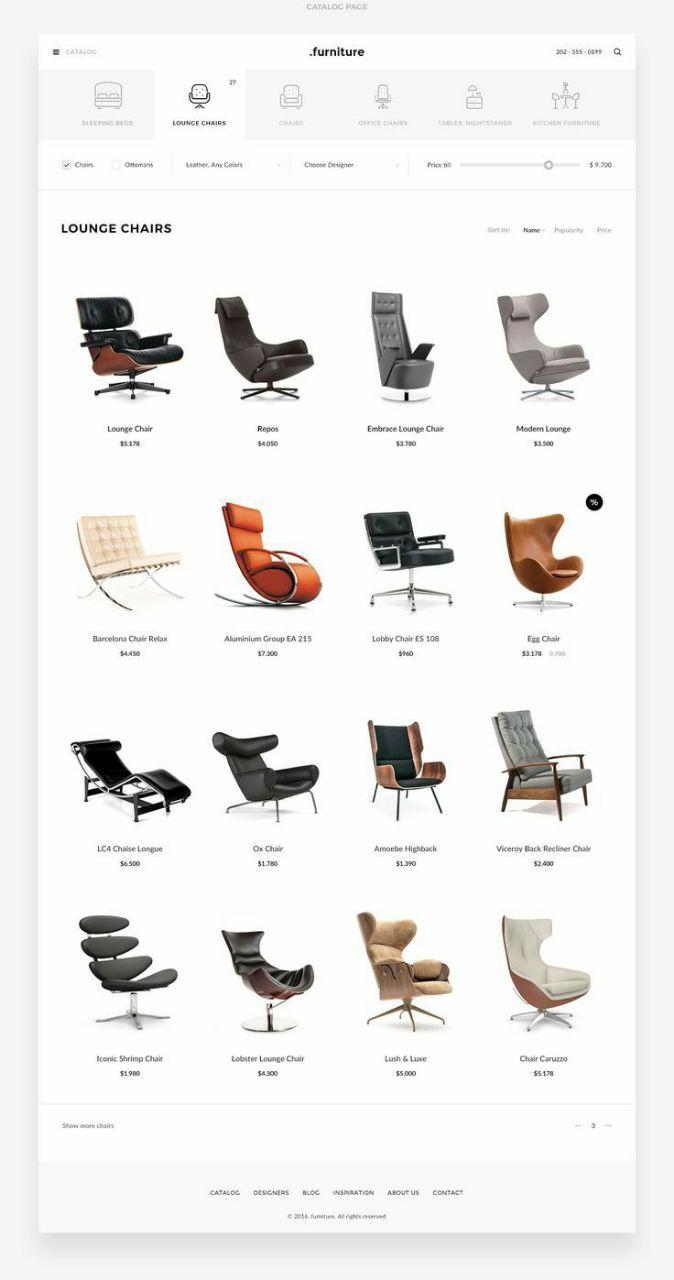 CATALOG PAGE
CATALOG
.furniture
202 - 555 - 0199
27
SLEEPING BEDS
LOUNGE CHAIRS
CHAIRS
OFFICE CHAIRS
TABLES, NIGHTSTANDS
KITCHEN FURNITURE
Chairs
Ottomans
Leather, Any Colors
Choose Designer
Price till
$ 9.700
LOUNGE CHAIRS
Sort by: Name Popularity Price
Lounge Chair
$5.178
Repos
$4.050
Embrace Lounge Chair
$3.780
Modern Lounge
$3.500
%
Barcelona Chair Relax
$4.450
Aluminium Group EA 215
$7.300
Lobby Chair ES 108
$960
Egg Chair
$3.178 3.700
LC4 Chaise Longue
$6.500
Ox Chair
$1.780
Amoebe Highback
$1.390
Viceroy Back Recliner Chair
$2.400
Iconic Shrimp Chair
$1.980
Lobster Lounge Chair
$4.300
Lush & Luxe
$5.000
Chair Caruzzo
$5.178
Show more chairs
← 3 →
CATALOG DESIGNERS BLOG INSPIRATION ABOUT US CONTACT
© 2016 .furniture. All rights reserved